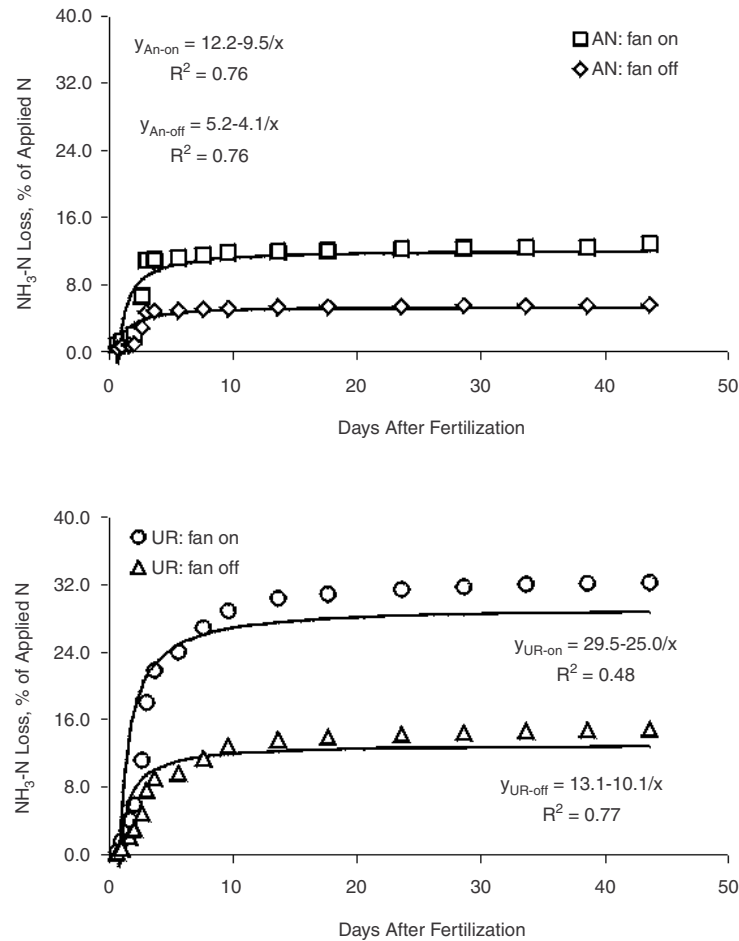 40.0
32.0
24.0
16.0
8.0
0.0
NH₃-N Loss, % of Applied N
y_An-on = 12.2-9.5/x
R² = 0.76
y_An-off = 5.2-4.1/x
R² = 0.76
AN: fan on
AN: fan off
0 10 20 30 40 50
Days After Fertilization
40.0
32.0
24.0
16.0
8.0
0.0
NH₃-N Loss, % of Applied N
UR: fan on
UR: fan off
y_UR-on = 29.5-25.0/x
R² = 0.48
y_UR-off = 13.1-10.1/x
R² = 0.77
0 10 20 30 40 50
Days After Fertilization